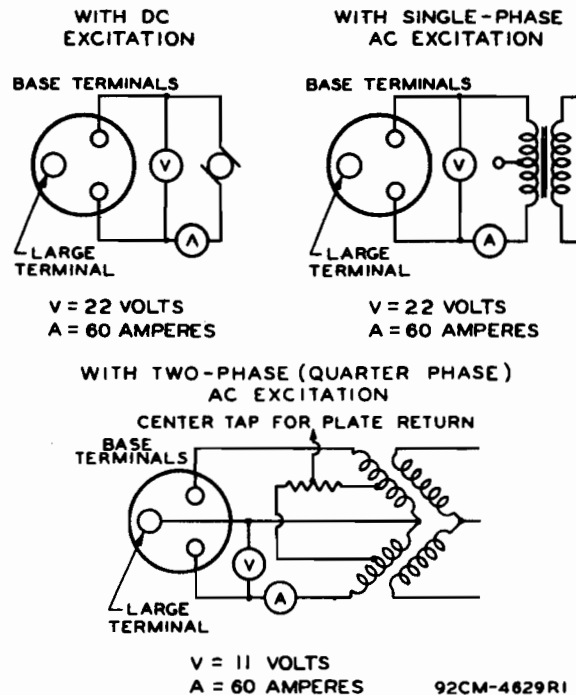 WITH DC
EXCITATION
BASE TERMINALS
V
A
LARGE
TERMINAL
V = 22 VOLTS
A = 60 AMPERES
WITH SINGLE-PHASE
AC EXCITATION
BASE TERMINALS
V
A
LARGE
TERMINAL
V = 22 VOLTS
A = 60 AMPERES
WITH TWO-PHASE (QUARTER PHASE)
AC EXCITATION
CENTER TAP FOR PLATE RETURN
BASE
TERMINALS
V
A
LARGE
TERMINAL
V = 11 VOLTS
A = 60 AMPERES
92CM-4629R1